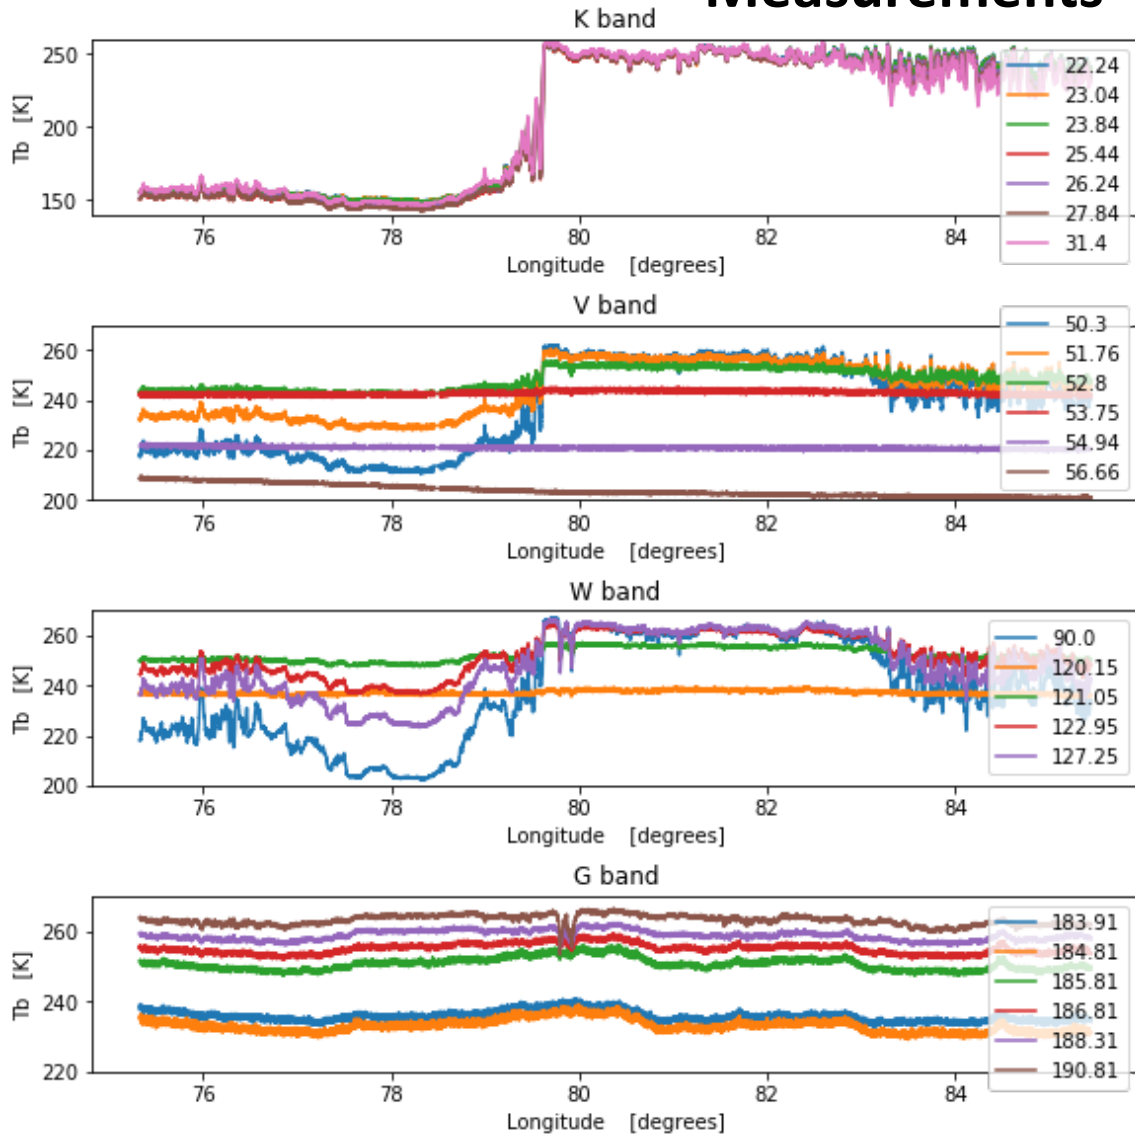 Measurements
K band
250
200
150
Tb [K]
22.24
23.04
23.84
25.44
26.24
27.84
31.4
76 78 80 82 84
Longitude [degrees]
V band
260
240
220
200
Tb [K]
50.3
51.76
52.8
53.75
54.94
56.66
76 78 80 82 84
Longitude [degrees]
W band
260
240
220
200
Tb [K]
90.0
120.15
121.05
122.95
127.25
76 78 80 82 84
Longitude [degrees]
G band
260
240
220
Tb [K]
183.91
184.81
185.81
186.81
188.31
190.81
76 78 80 82 84
Longitude [degrees]